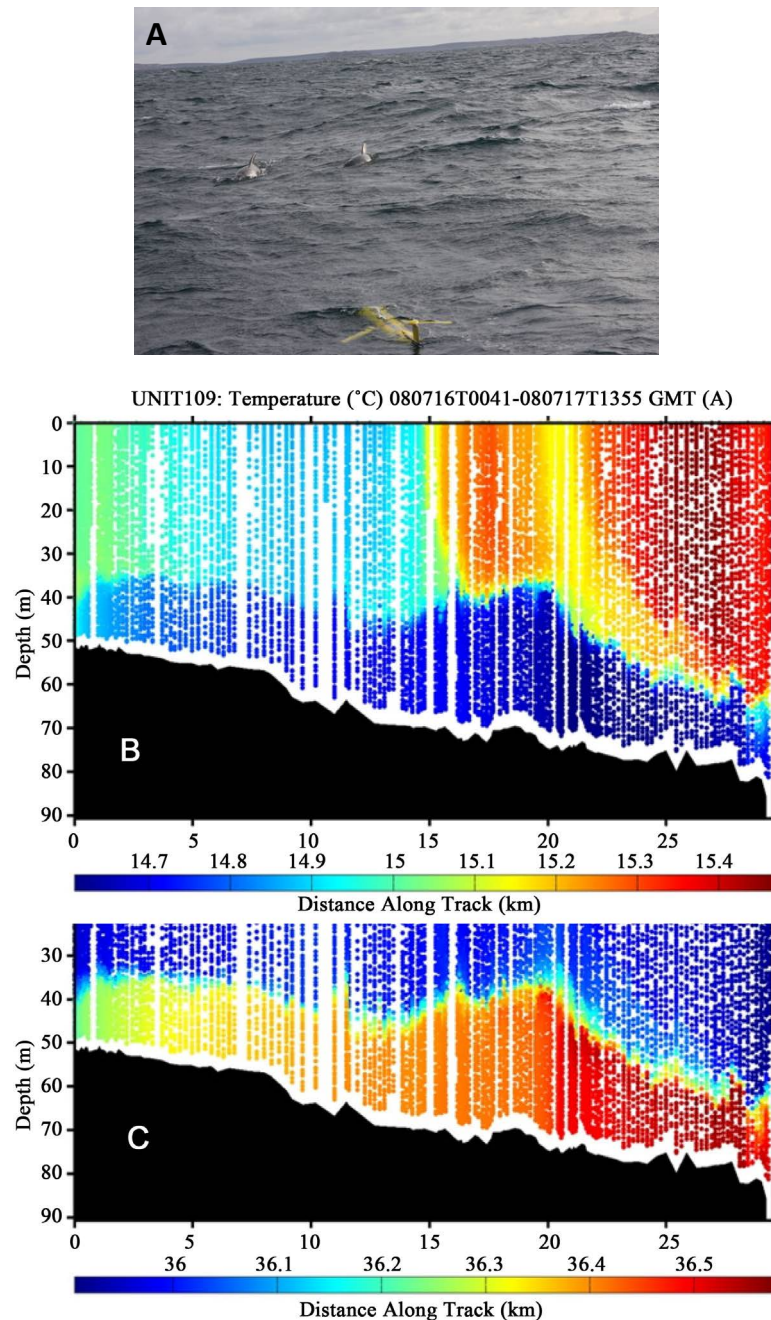 A
UNIT109: Temperature (˚C) 080716T0041-080717T1355 GMT (A)
Depth (m)
0
10
20
30
40
50
60
70
80
90
B
0 5 10 15 20 25
14.7 14.8 14.9 15 15.1 15.2 15.3 15.4
Distance Along Track (km)
Depth (m)
30
40
50
60
70
80
90
C
0 5 10 15 20 25
36 36.1 36.2 36.3 36.4 36.5
Distance Along Track (km)